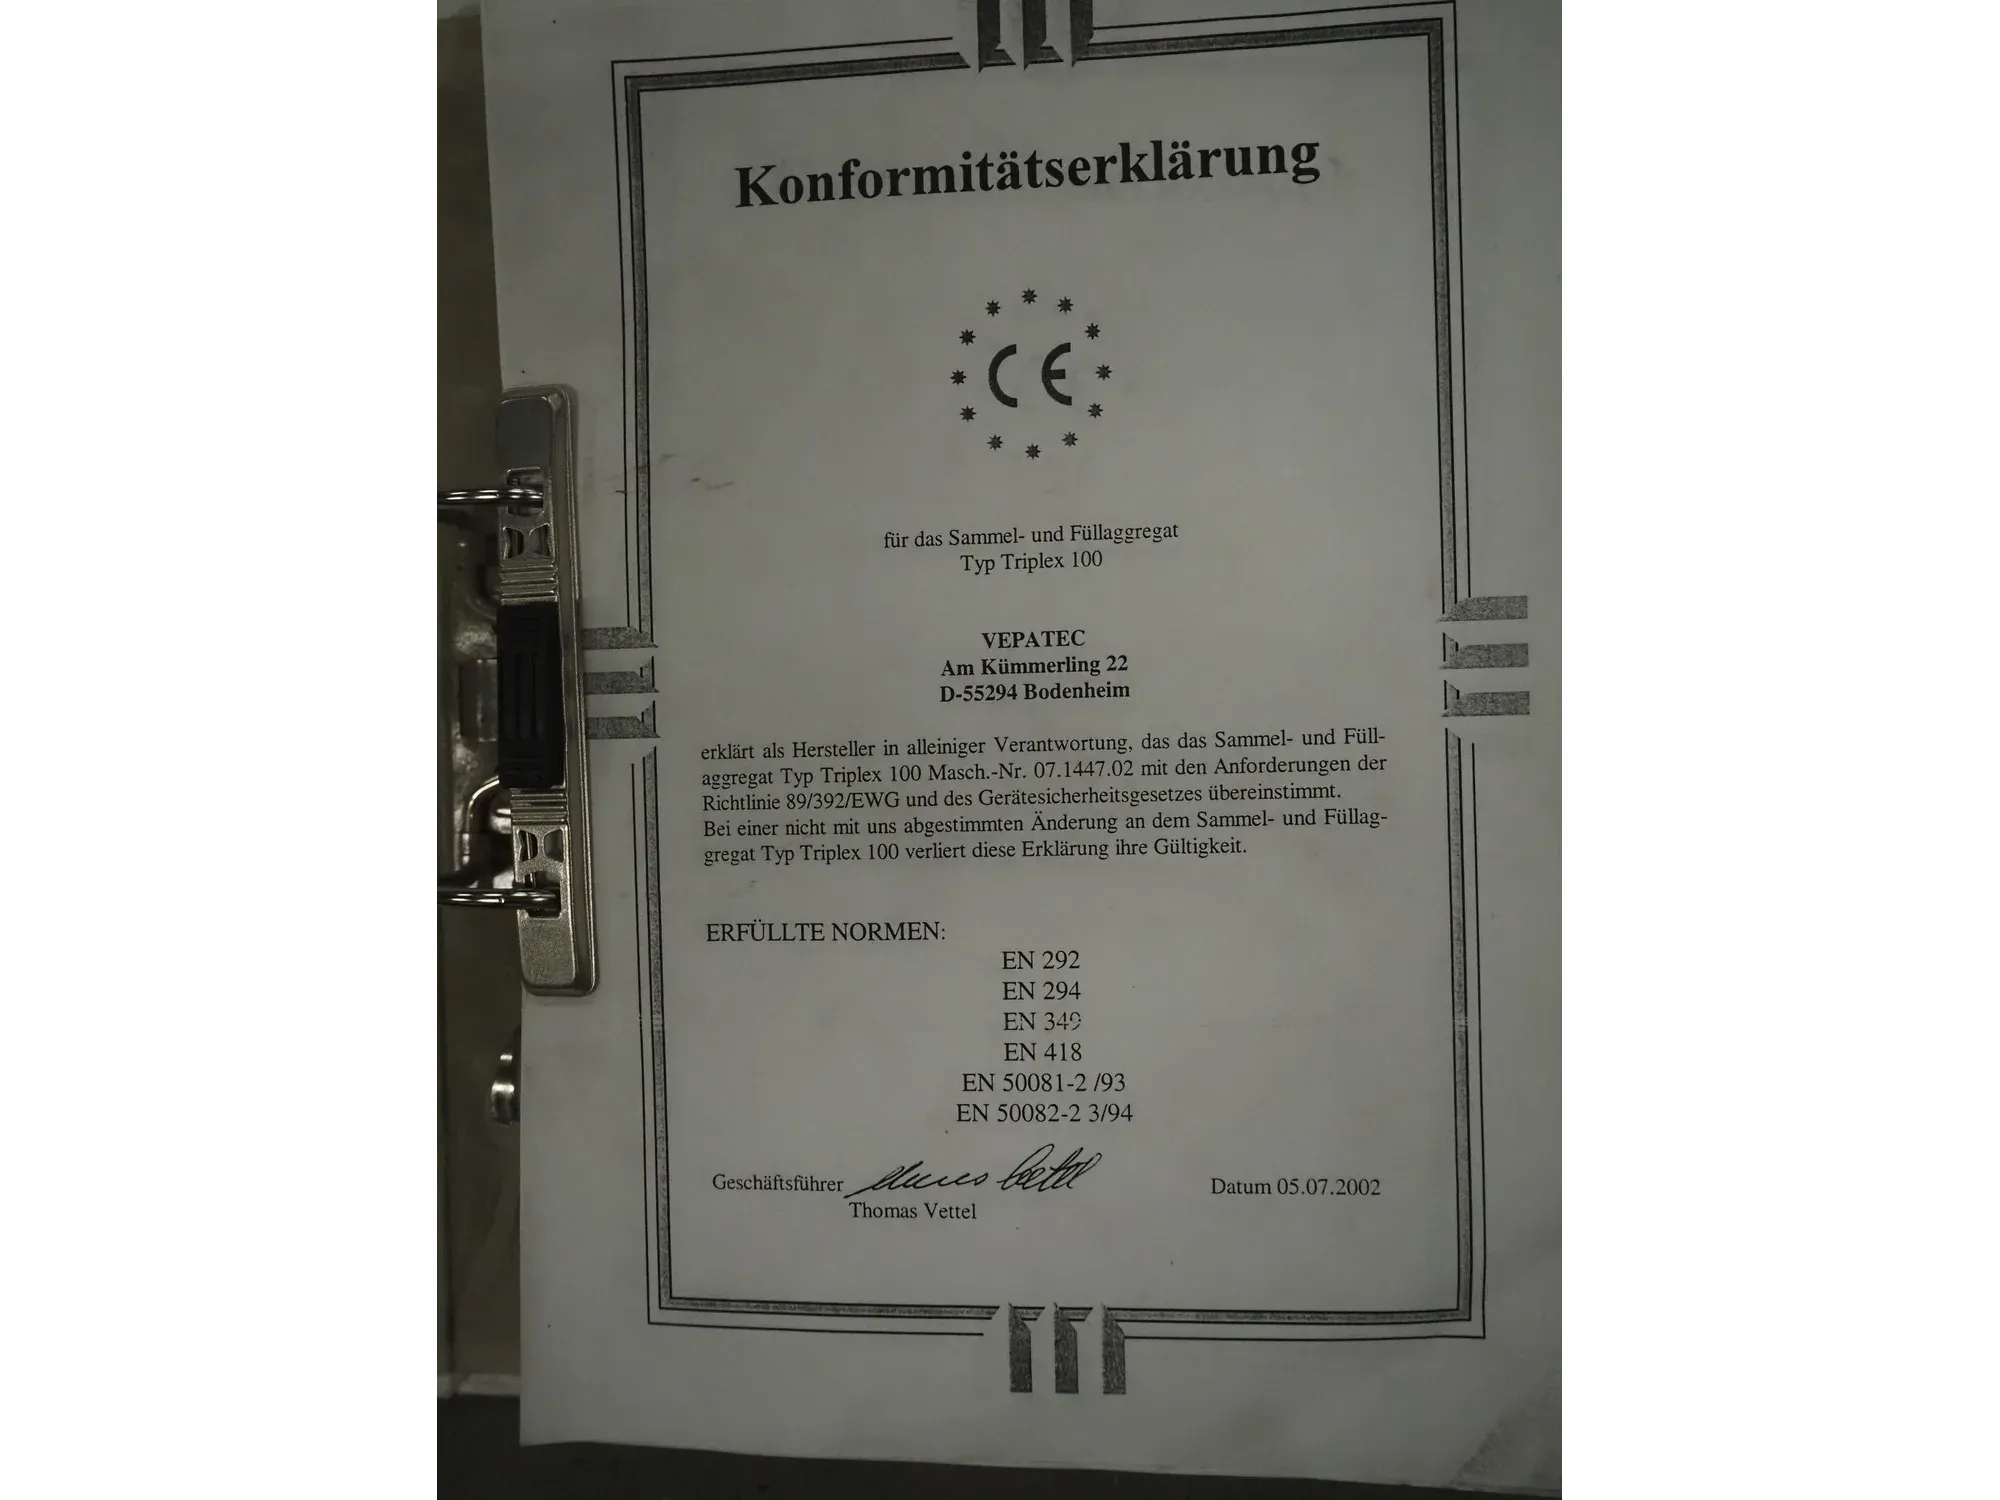 Konformitätserklärung
CE
für das Sammel- und Füllaggregat
Typ Triplex 100
VEPATEC
Am Kümmerling 22
D-55294 Bodenheim
erklärt als Hersteller in alleiniger Verantwortung, das das Sammel- und Füll-
aggregat Typ Triplex 100 Masch.-Nr. 07.1447.02 mit den Anforderungen der
Richtlinie 89/392/EWG und des Gerätesicherheitsgesetzes übereinstimmt.
Bei einer nicht mit uns abgestimmten Änderung an dem Sammel- und Füllag-
gregat Typ Triplex 100 verliert diese Erklärung ihre Gültigkeit.
ERFÜLLTE NORMEN:
EN 292
EN 294
EN 349
EN 418
EN 50081-2 /93
EN 50082-2 3/94
Geschäftsführer Thomas Vettel Datum 05.07.2002
Thomas Vettel